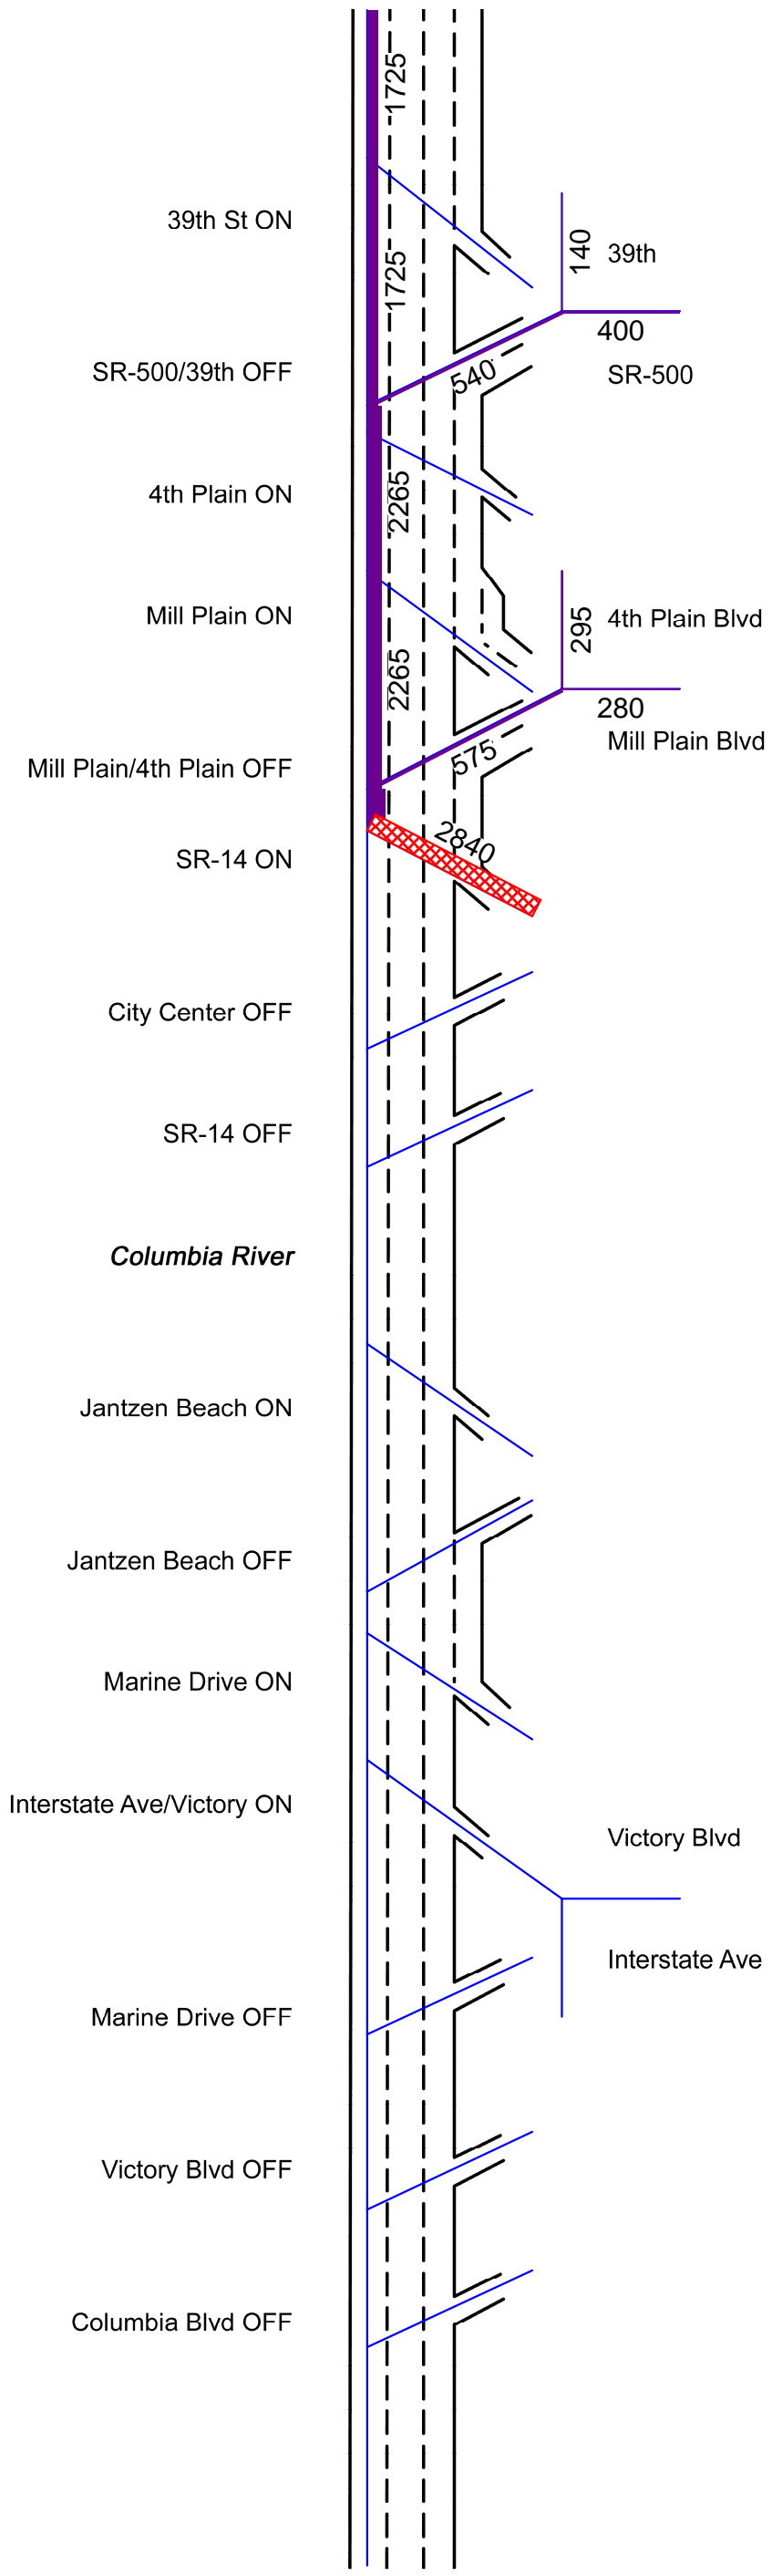 1725
39th St ON
140
39th
1725
400
SR-500/39th OFF
540
SR-500
4th Plain ON
2265
Mill Plain ON
295
4th Plain Blvd
2265
280
Mill Plain/4th Plain OFF
575
Mill Plain Blvd
SR-14 ON
2840
City Center OFF
SR-14 OFF
Columbia River
Jantzen Beach ON
Jantzen Beach OFF
Marine Drive ON
Interstate Ave/Victory ON
Victory Blvd
Interstate Ave
Marine Drive OFF
Victory Blvd OFF
Columbia Blvd OFF